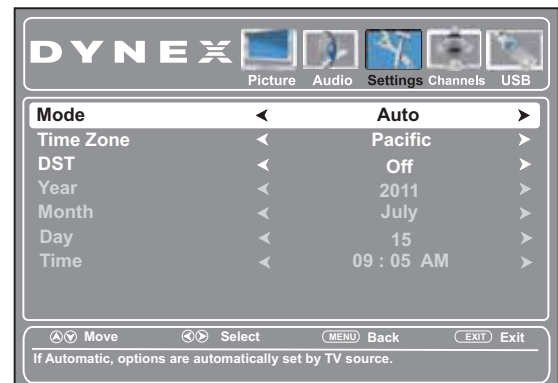 DYNEX
Picture Audio Settings Channels USB
Mode Auto
Time Zone Pacific
DST Off
Year 2011
Month July
Day 15
Time 09 : 05 AM
Move Select MENU Back EXIT Exit
If Automatic, options are automatically set by TV source.